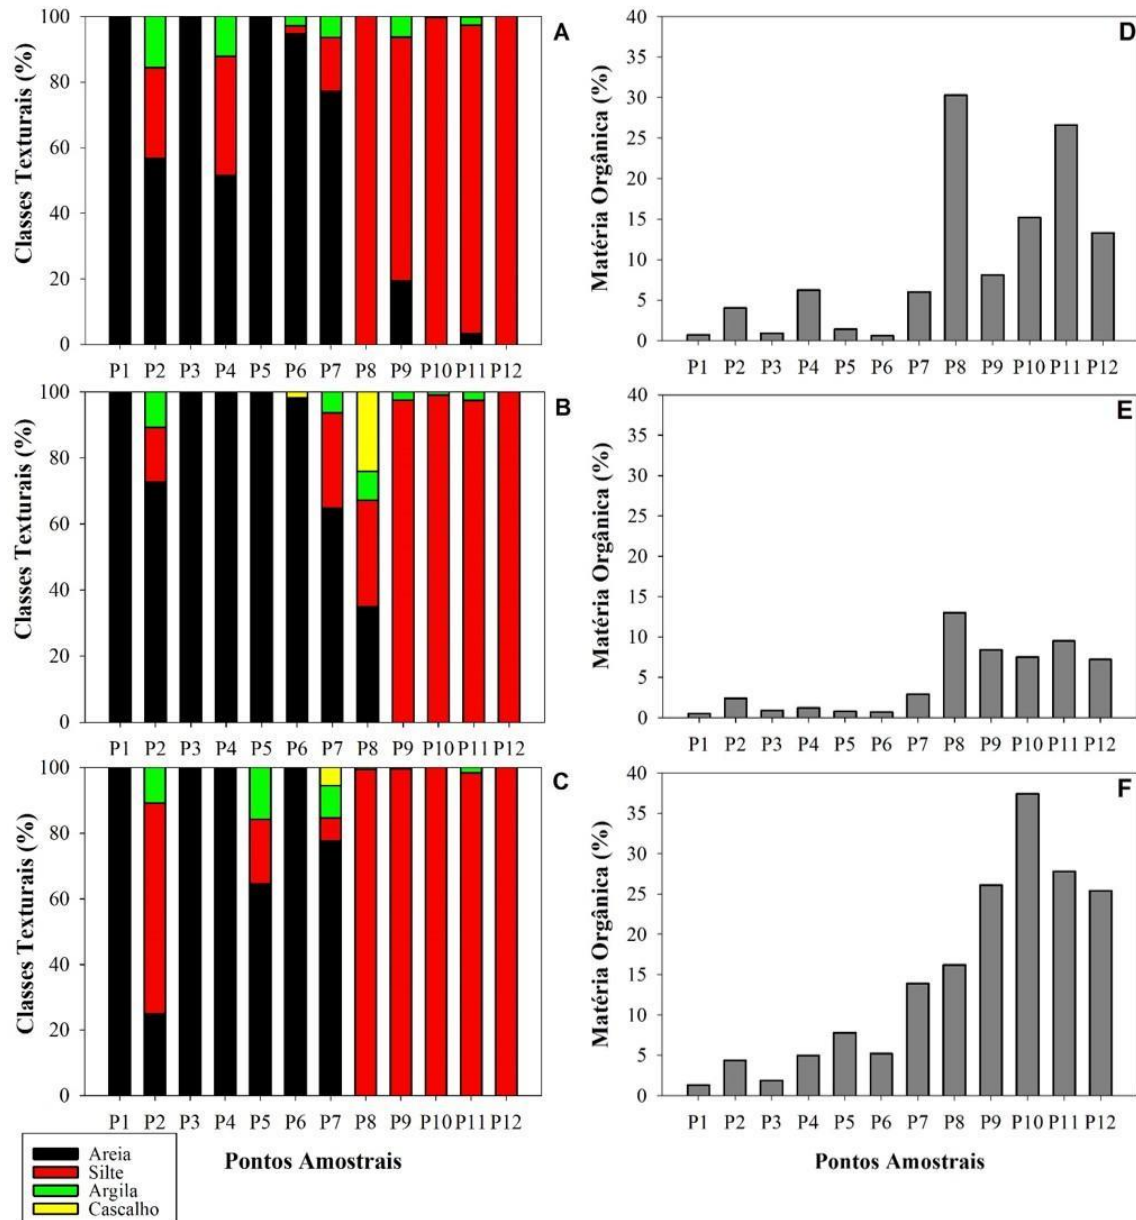 A
Classes Texturais (%)
100
80
60
40
20
0
P1 P2 P3 P4 P5 P6 P7 P8 P9 P10 P11 P12
D
Matéria Orgânica (%)
40
35
30
25
20
15
10
5
0
P1 P2 P3 P4 P5 P6 P7 P8 P9 P10 P11 P12
B
Classes Texturais (%)
100
80
60
40
20
0
P1 P2 P3 P4 P5 P6 P7 P8 P9 P10 P11 P12
E
Matéria Orgânica (%)
40
35
30
25
20
15
10
5
0
P1 P2 P3 P4 P5 P6 P7 P8 P9 P10 P11 P12
C
Classes Texturais (%)
100
80
60
40
20
0
P1 P2 P3 P4 P5 P6 P7 P8 P9 P10 P11 P12
Pontos Amostrais
F
Matéria Orgânica (%)
40
35
30
25
20
15
10
5
0
P1 P2 P3 P4 P5 P6 P7 P8 P9 P10 P11 P12
Pontos Amostrais
Areia
Silte
Argila
Cascalho